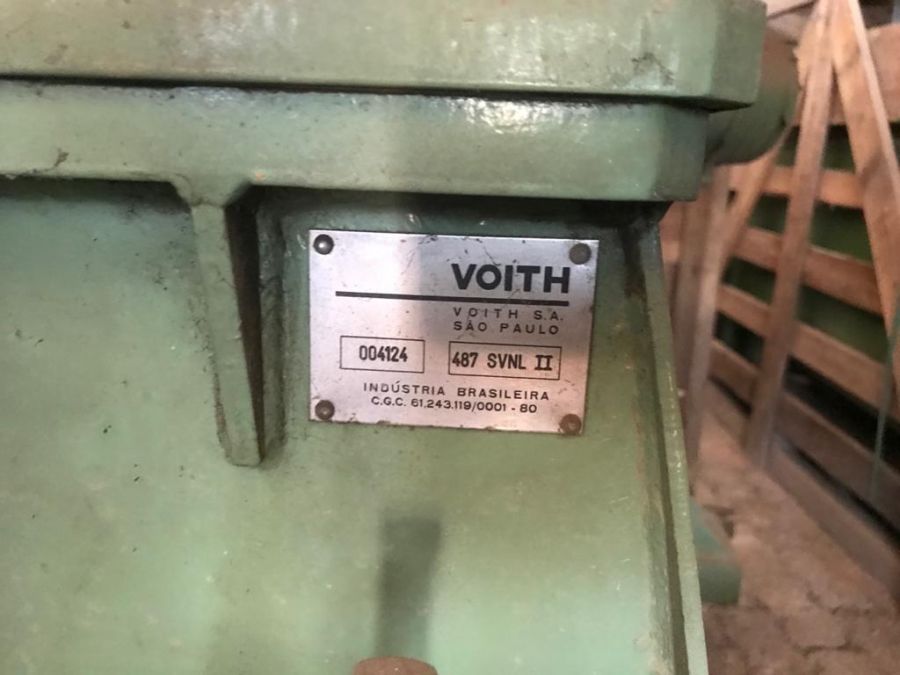 VOITH
VOITH S.A.
SÃO PAULO
004124
487 SVNL II
INDÚSTRIA BRASILEIRA
C.G.C. 61.243.119/0001 - 80